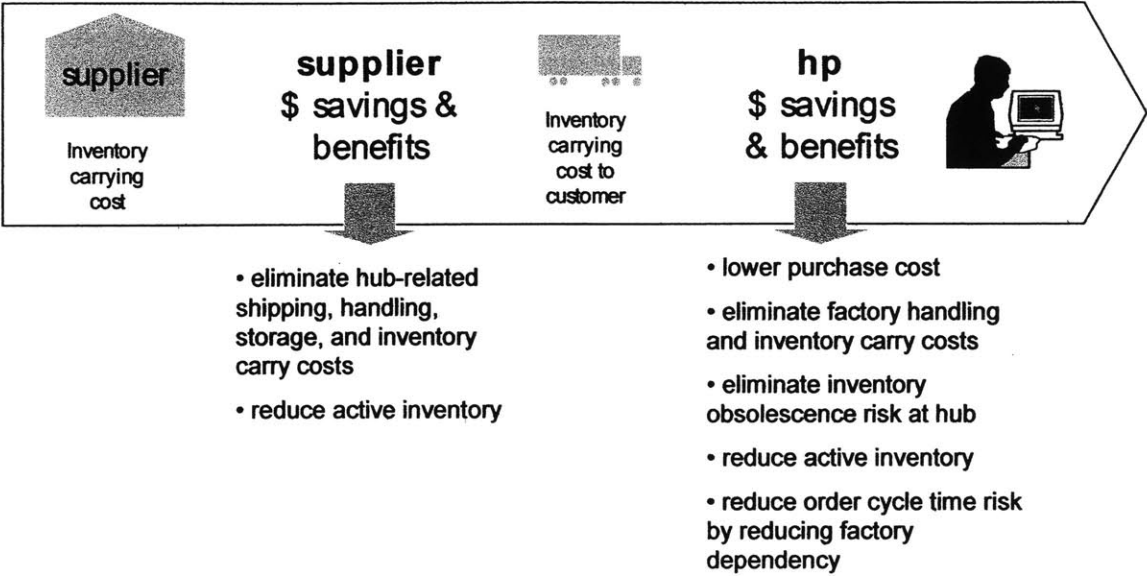 supplier
Inventory
carrying
cost
supplier
$ savings &
benefits
Inventory
carrying
cost to
customer
hp
$ savings
& benefits
• eliminate hub-related
shipping, handling,
storage, and inventory
carry costs
• reduce active inventory
• lower purchase cost
• eliminate factory handling
and inventory carry costs
• eliminate inventory
obsolescence risk at hub
• reduce active inventory
• reduce order cycle time risk
by reducing factory
dependency